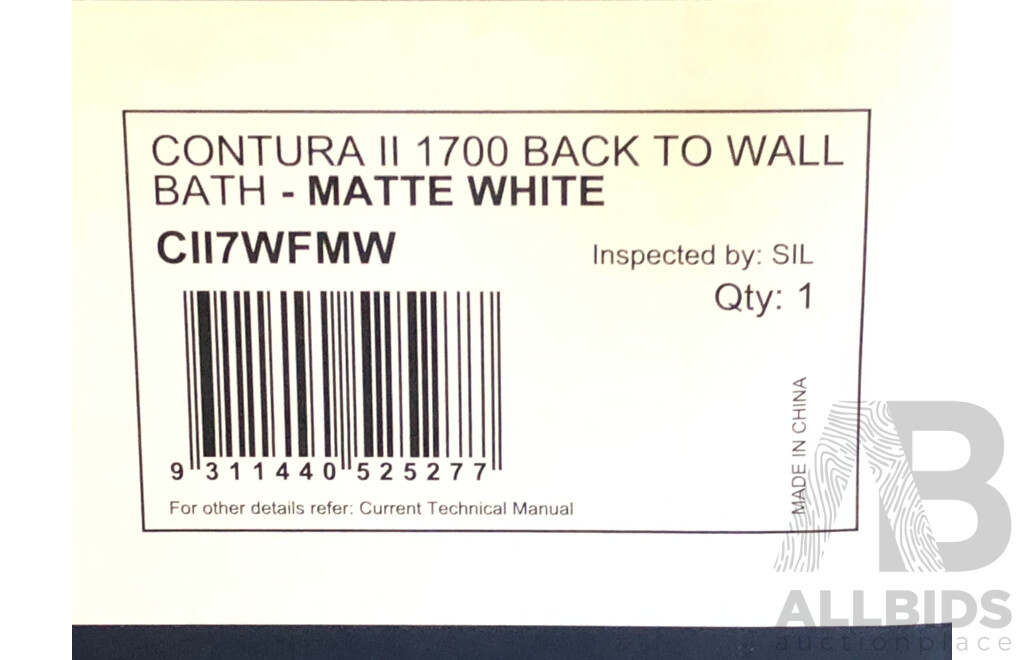 CONTURA II 1700 BACK TO WALL
BATH - MATTE WHITE
CII7WFMW
Inspected by: SIL
Qty: 1
MADE IN CHINA
9 311440 525277
For other details refer: Current Technical Manual
AB
ALLBIDS
auctionplace